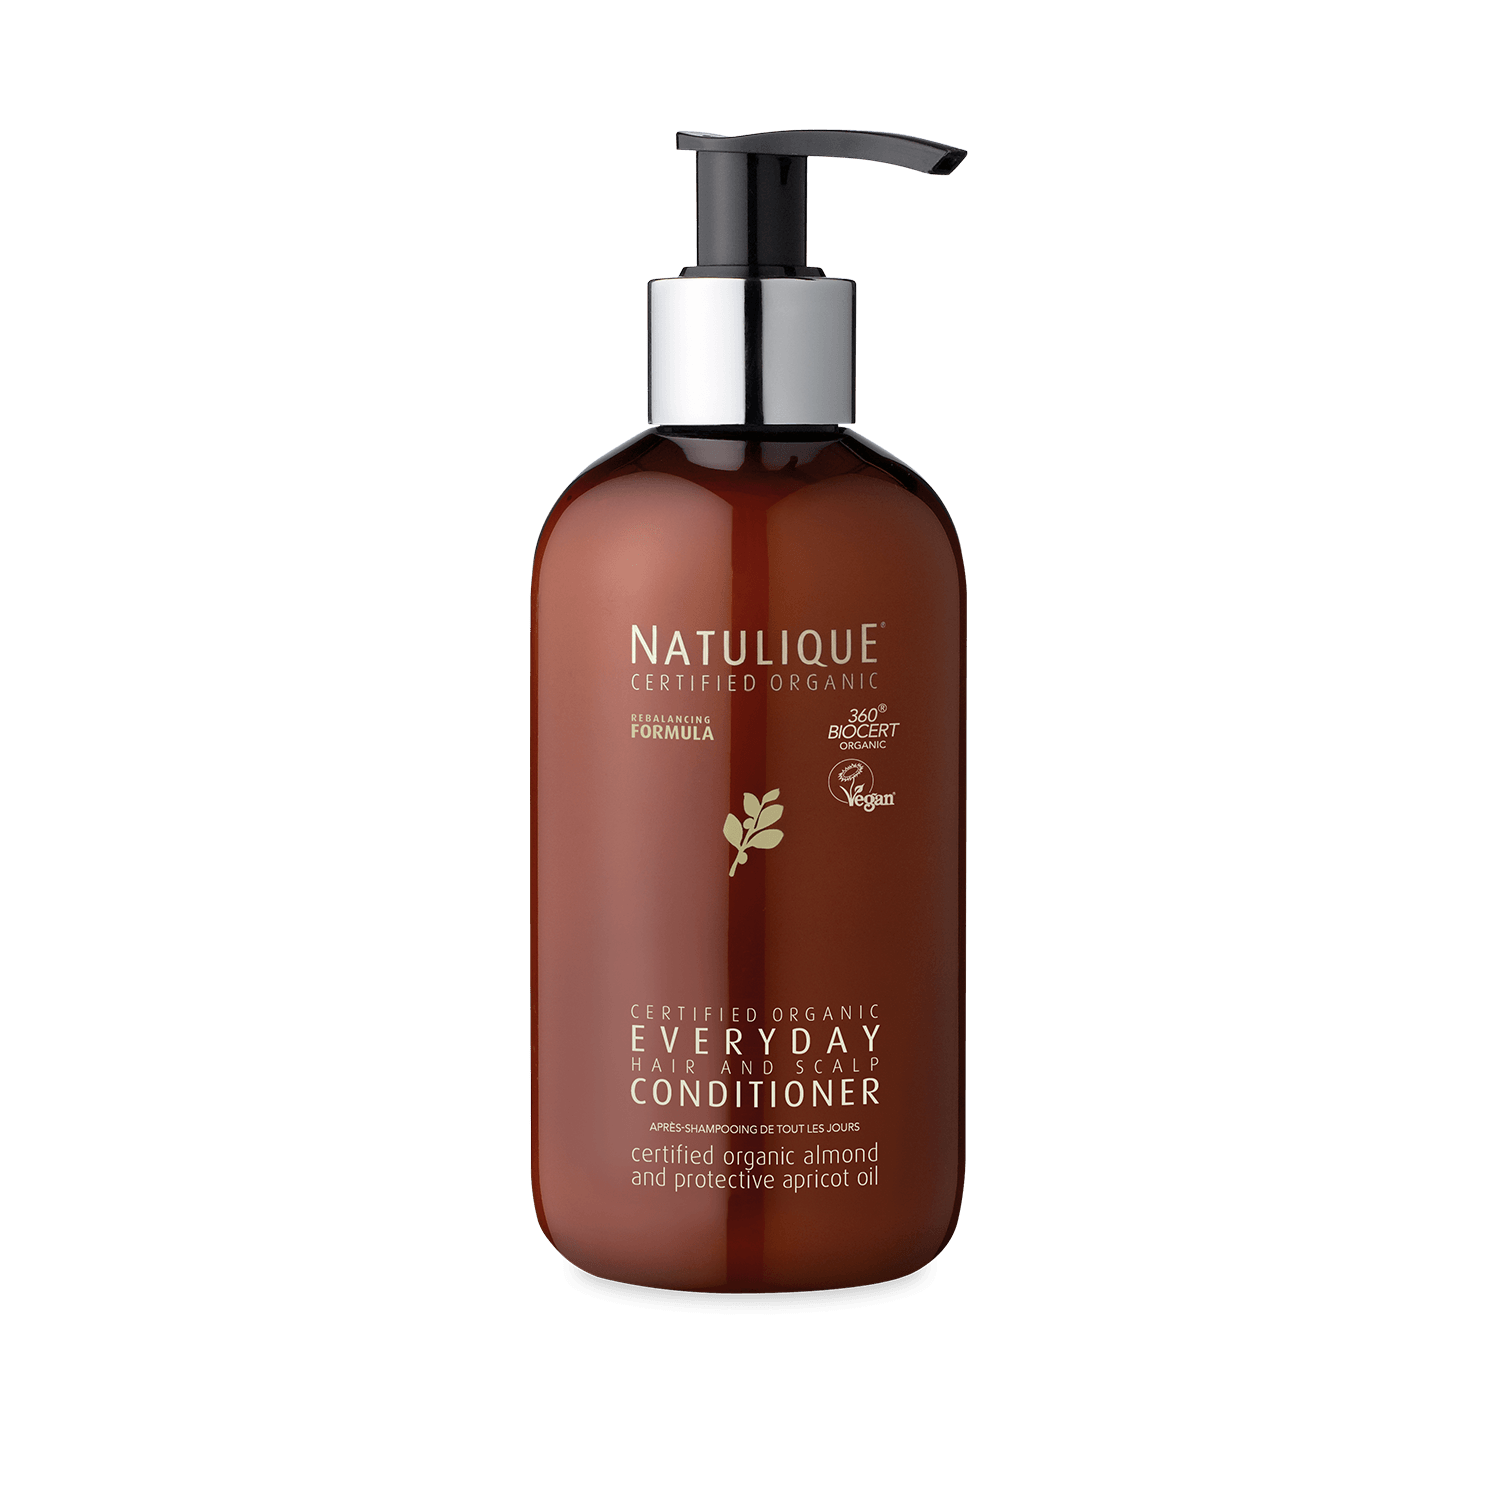 NATULIQUE®
CERTIFIED ORGANIC
REBALANCING
FORMULA
360®
BIOCERT
ORGANIC
Vegan
CERTIFIED ORGANIC
EVERYDAY
HAIR AND SCALP
CONDITIONER
APRÈS-SHAMPOOING DE TOUT LES JOURS
certified organic almond
and protective apricot oil